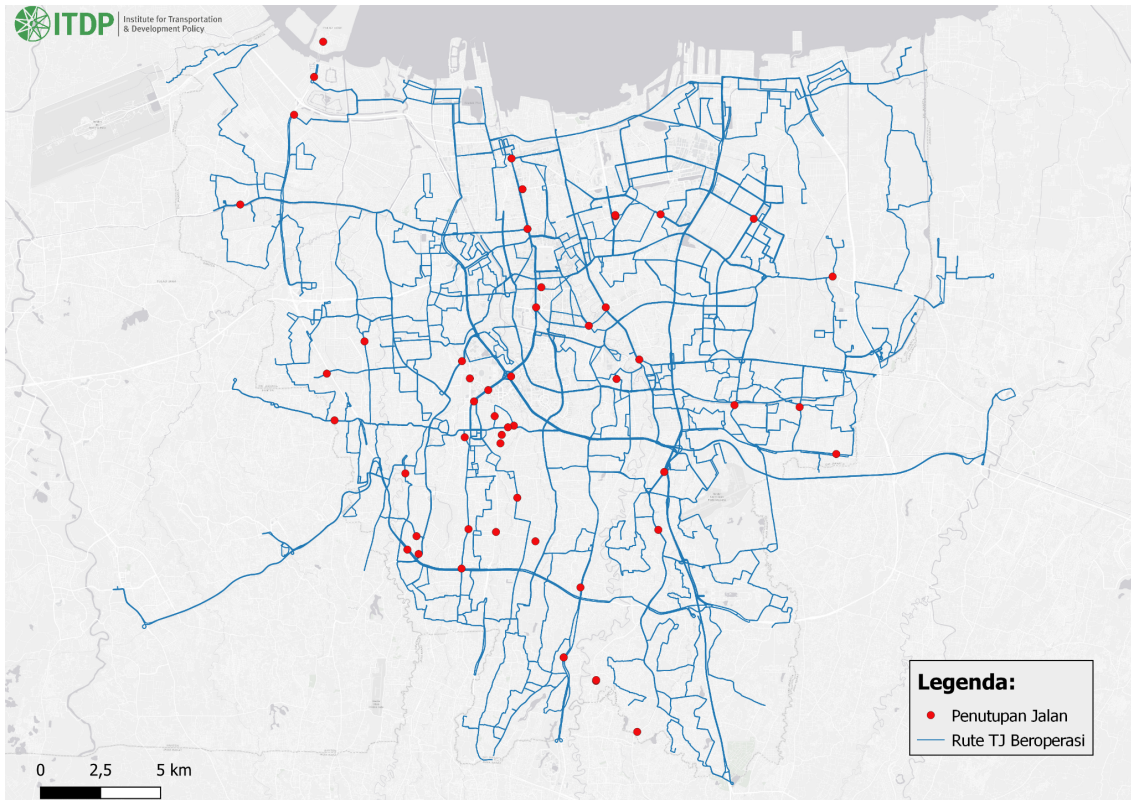 ITDP
Institute for Transportation
& Development Policy
Legenda:
Penutupan Jalan
Rute TJ Beroperasi
0 2,5 5 km